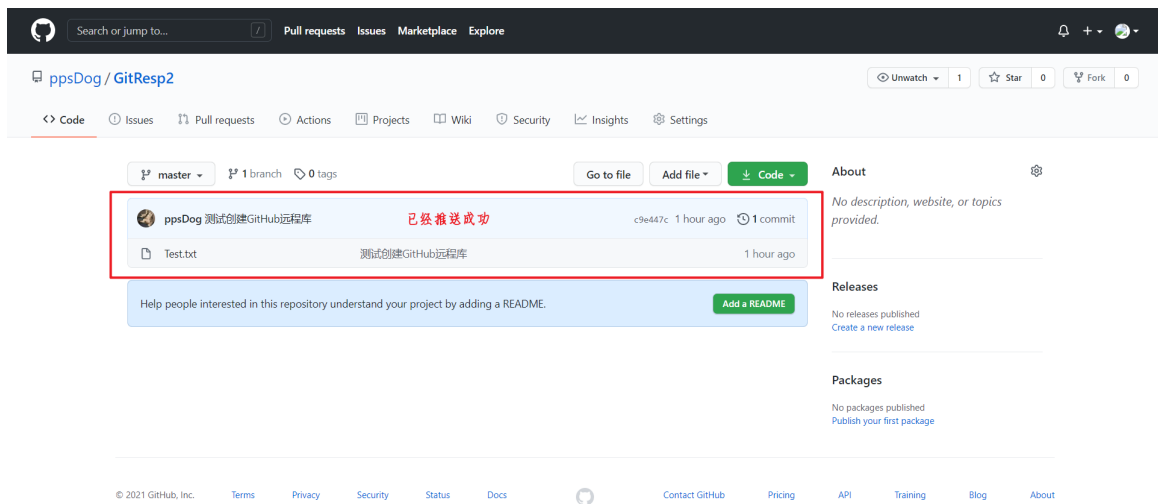 Search or jump to... /
Pull requests Issues Marketplace Explore
ppsDog / GitResp2
Unwatch 1 Star 0 Fork 0
Code Issues Pull requests Actions Projects Wiki Security Insights Settings
master 1 branch 0 tags Go to file Add file Code
ppsDog 测试创建GitHub远程库 已经推送成功 c9e447c 1 hour ago 1 commit
Test.txt 测试创建GitHub远程库 1 hour ago
Help people interested in this repository understand your project by adding a README. Add a README
About
No description, website, or topics
provided.
Releases
No releases published
Create a new release
Packages
No packages published
Publish your first package
© 2021 GitHub, Inc. Terms Privacy Security Status Docs Contact GitHub Pricing API Training Blog About